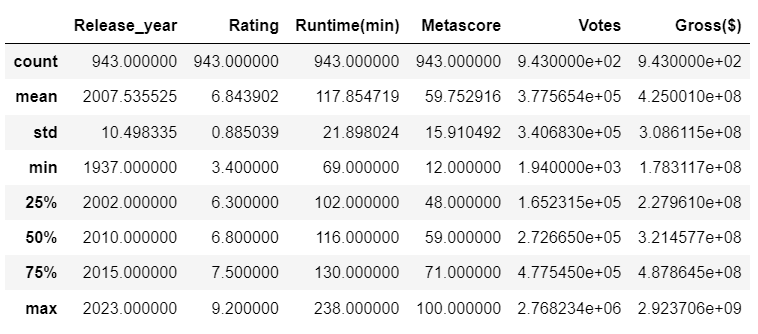 Release_year Rating Runtime(min) Metascore Votes Gross($)
count 943.000000 943.000000 943.000000 943.000000 9.430000e+02 9.430000e+02
mean 2007.535525 6.843902 117.854719 59.752916 3.775654e+05 4.250010e+08
std 10.498335 0.885039 21.898024 15.910492 3.406830e+05 3.086115e+08
min 1937.000000 3.400000 69.000000 12.000000 1.940000e+03 1.783117e+08
25% 2002.000000 6.300000 102.000000 48.000000 1.652315e+05 2.279610e+08
50% 2010.000000 6.800000 116.000000 59.000000 2.726650e+05 3.214577e+08
75% 2015.000000 7.500000 130.000000 71.000000 4.775450e+05 4.878645e+08
max 2023.000000 9.200000 238.000000 100.000000 2.768234e+06 2.923706e+09